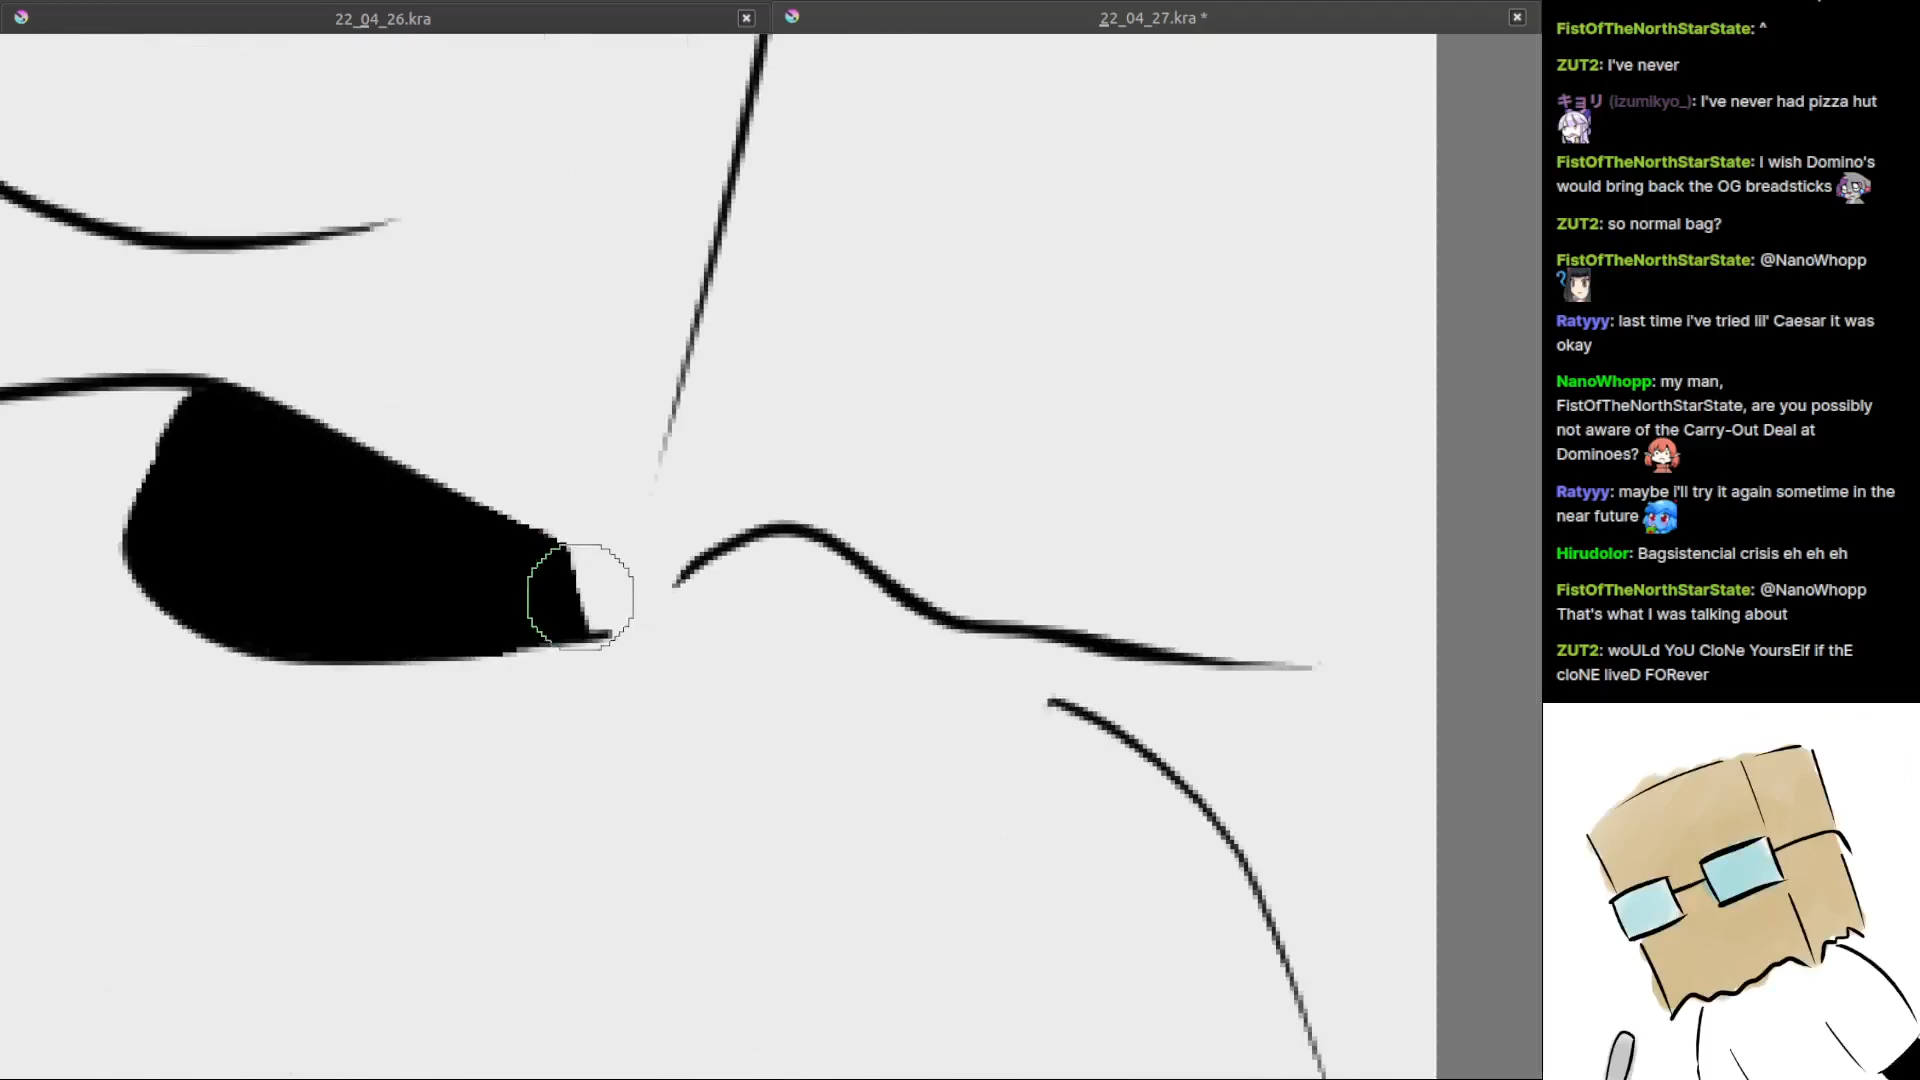 22_04_26.kra
22_04_27.kra *
FistOfTheNorthStarState: ^
ZUT2: I've never
キョリ (izumikyo_): I've never had pizza hut
FistOfTheNorthStarState: I wish Domino's
would bring back the OG breadsticks
ZUT2: so normal bag?
FistOfTheNorthStarState: @NanoWhopp
Ratyyy: last time i've tried lil' Caesar it was
okay
NanoWhopp: my man,
FistOfTheNorthStarState, are you possibly
not aware of the Carry-Out Deal at
Dominoes?
Ratyyy: maybe i'll try it again sometime in the
near future
Hirudolor: Bagsistencial crisis eh eh eh
FistOfTheNorthStarState: @NanoWhopp
That's what I was talking about
ZUT2: woULd YoU CloNe YoursElf if thE
cloNE liveD FORever